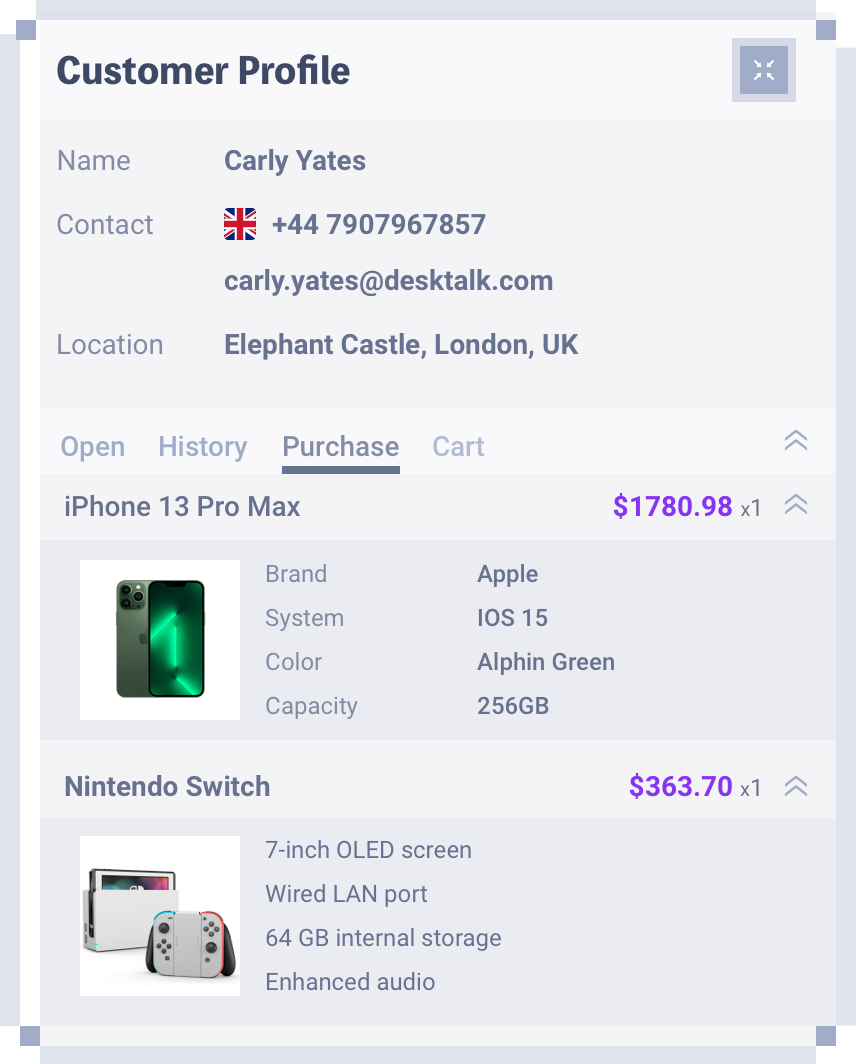 Customer Profile
Name Carly Yates
Contact +44 7907967857
carly.yates@desktalk.com
Location Elephant Castle, London, UK
Open History Purchase Cart
iPhone 13 Pro Max $1780.98 x1
Brand Apple
System IOS 15
Color Alphin Green
Capacity 256GB
Nintendo Switch $363.70 x1
7-inch OLED screen
Wired LAN port
64 GB internal storage
Enhanced audio